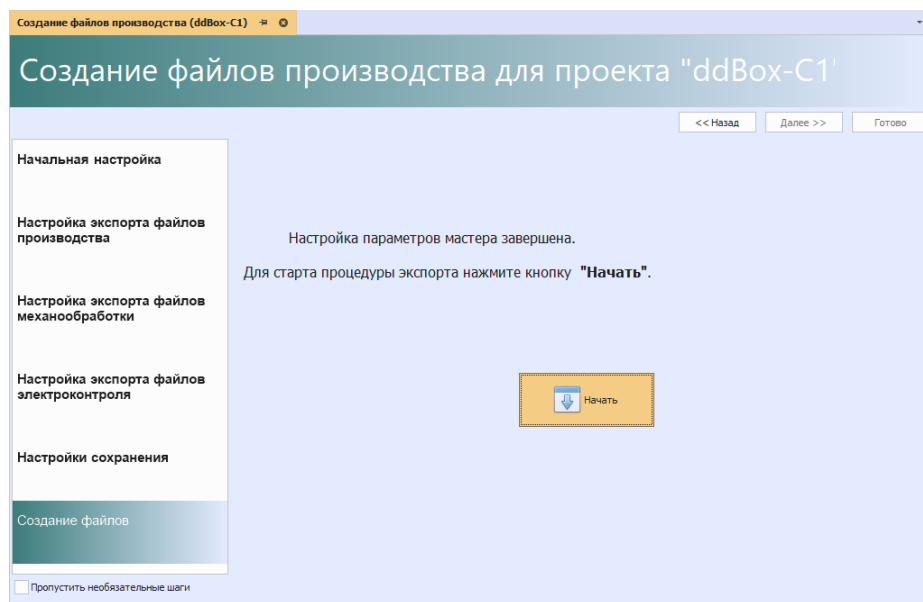 Создание файлов производства (ddBox-C1)
Создание файлов производства для проекта "ddBox-C1"
<< Назад
Далее >>
Готово
Начальная настройка
Настройка экспорта файлов
производства
Настройка экспорта файлов
механообработки
Настройка экспорта файлов
электроконтроля
Настройки сохранения
Создание файлов
Пропустить необязательные шаги
Настройка параметров мастера завершена.
Для старта процедуры экспорта нажмите кнопку "Начать".
Начать